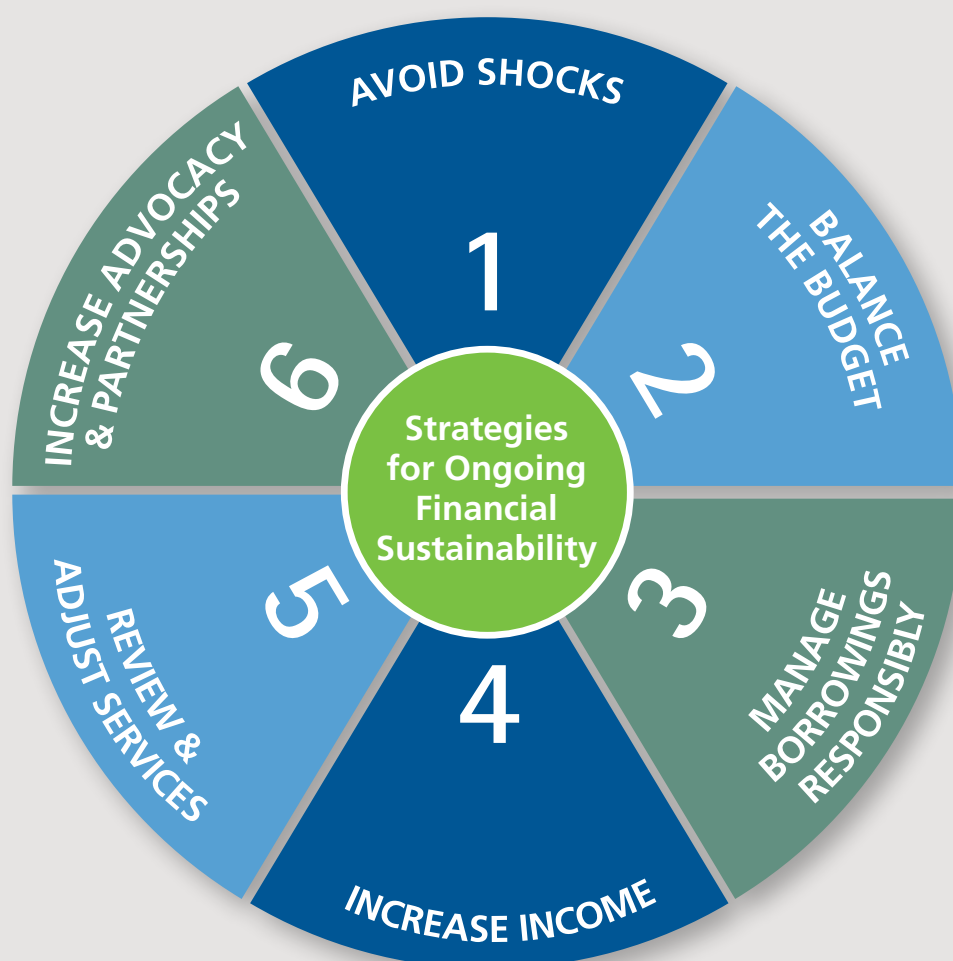 AVOID SHOCKS
1
BALANCE
THE BUDGET
2
MANAGE
BORROWINGS
RESPONSIBLY
3
INCREASE INCOME
4
REVIEW &
ADJUST SERVICES
5
INCREASE ADVOCACY
& PARTNERSHIPS
6
Strategies
for Ongoing
Financial
Sustainability